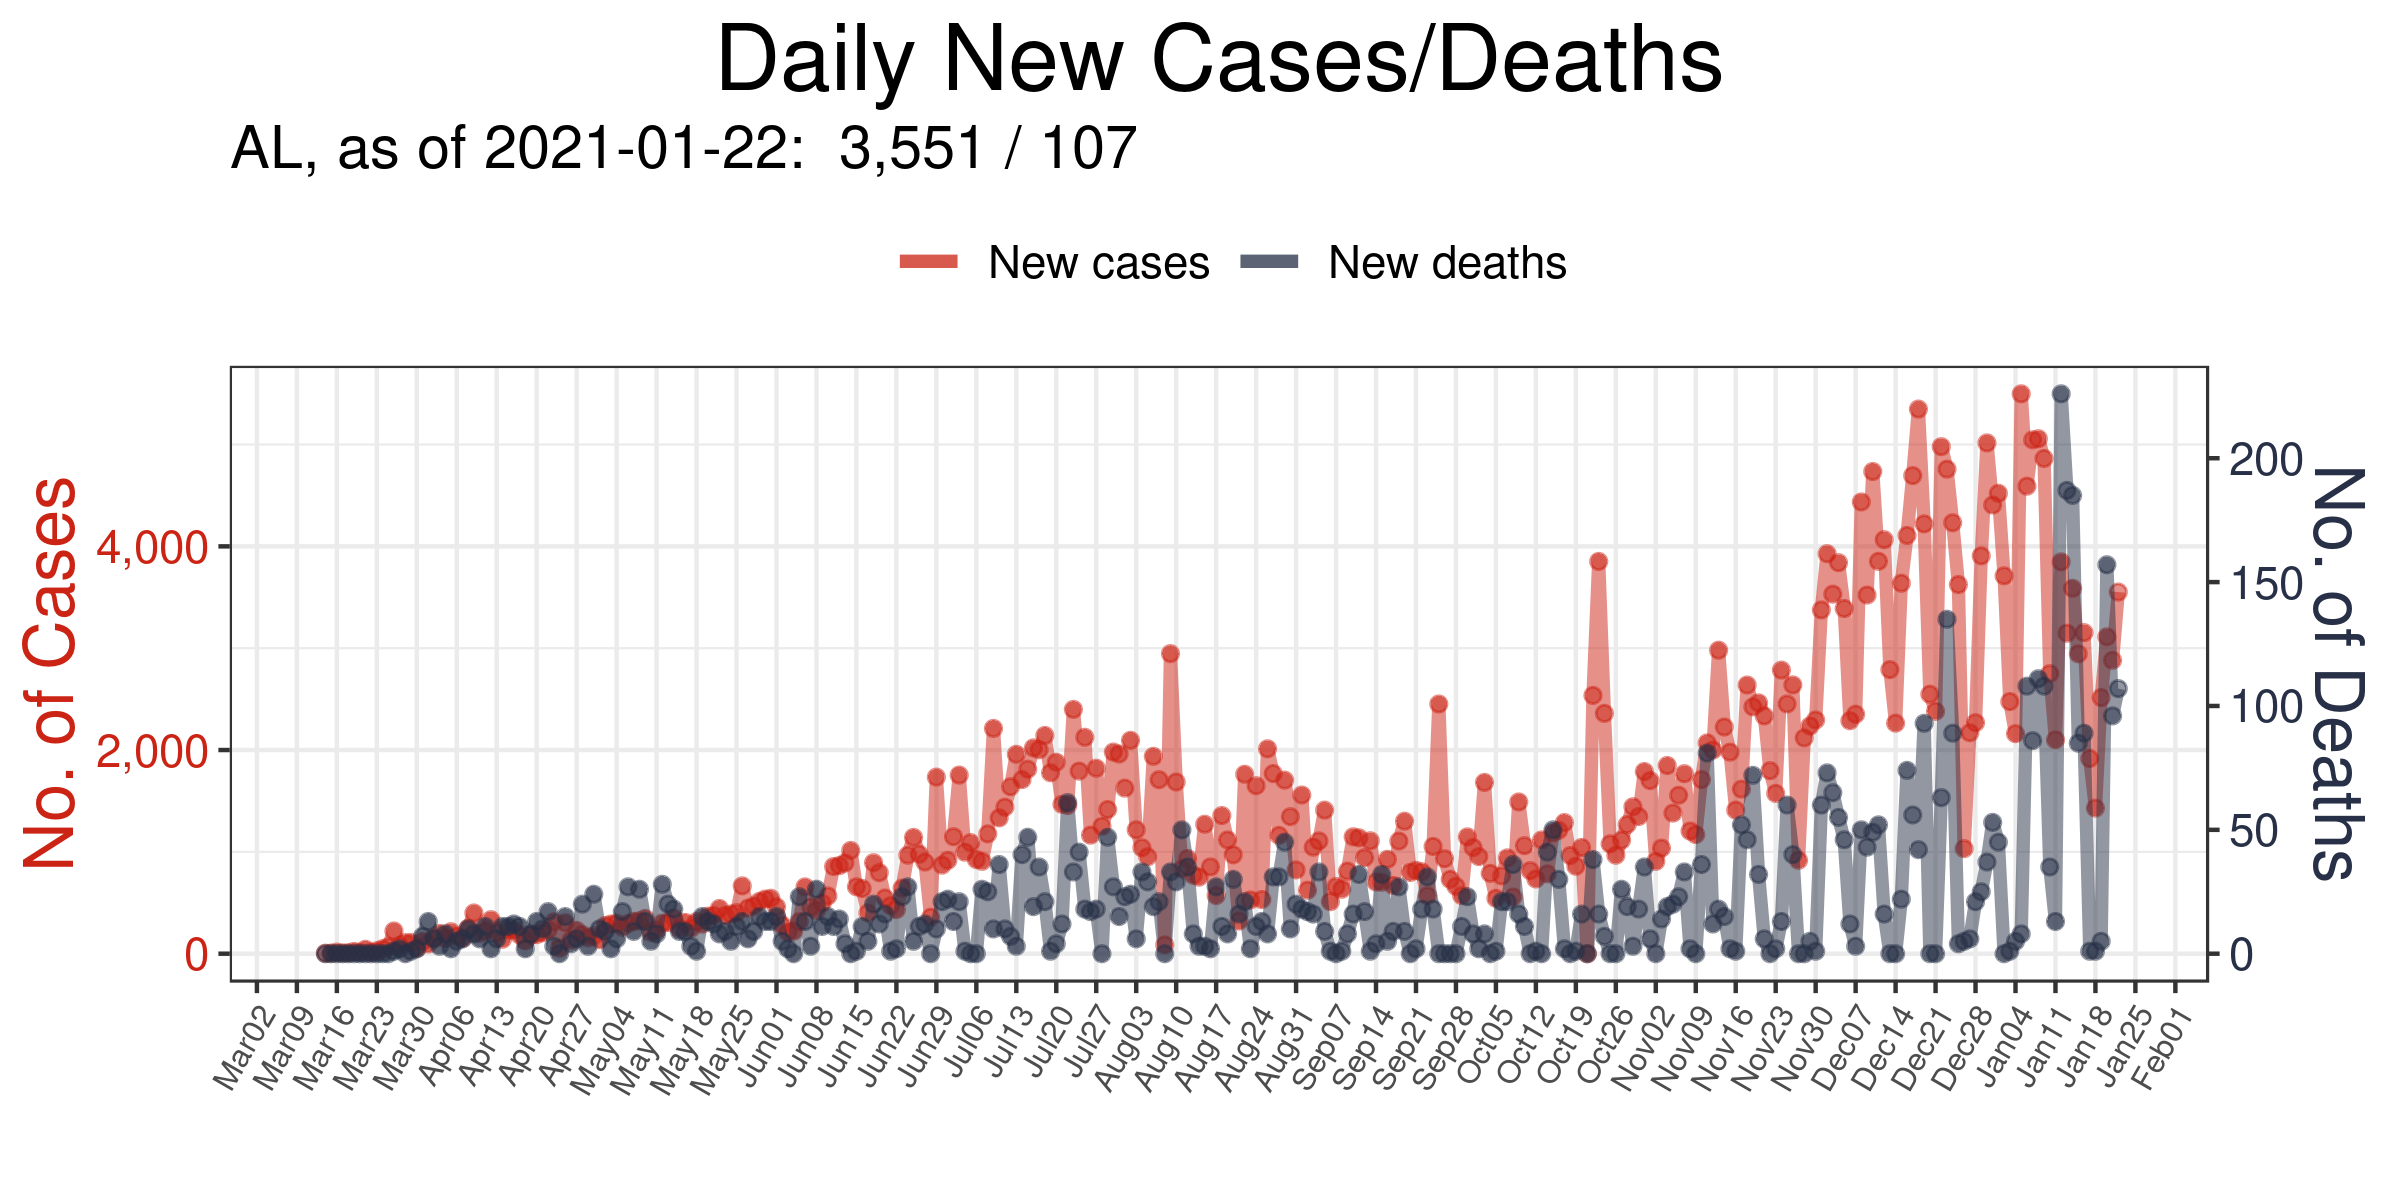 Daily New Cases/Deaths
AL, as of 2021-01-22:  3,551 / 107
New cases
New deaths
No. of Cases
4,000
2,000
0
200
150
100
50
0
No. of Deaths
Mar02
Mar09
Mar16
Mar23
Mar30
Apr06
Apr13
Apr20
Apr27
May04
May11
May18
May25
Jun01
Jun08
Jun15
Jun22
Jun29
Jul06
Jul13
Jul20
Jul27
Aug03
Aug10
Aug17
Aug24
Aug31
Sep07
Sep14
Sep21
Sep28
Oct05
Oct12
Oct19
Oct26
Nov02
Nov09
Nov16
Nov23
Nov30
Dec07
Dec14
Dec21
Dec28
Jan04
Jan11
Jan18
Jan25
Feb01